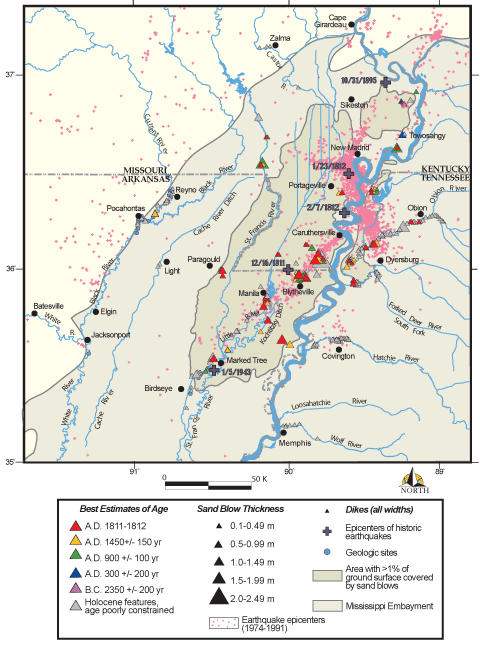 Cape
Girardeau
NORTH
Zalma
Castor
R.
37
10/31/1895
Sikeston
Current River
Towosahgy
New Madrid
MISSOURI
ARKANSAS
1/23/1812
KENTUCKY
TENNESSEE
Reyno
Black
River
Portageville
Obion River
Pocahontas
Cache River Ditch
St. Francis River
2/7/1812
Obion
Caruthersville
Paragould
12/16/1811
Dyersburg
Light
36
Manila
Blytheville
Batesville
Elgin
Little River
Forked Deer River
South Fork
White
R.
Jacksonport
Marked Tree
Covington
Hatchie River
Birdseye
1/5/1843
River
White
Cache River
St. Francis
River
Loosahatchie River
Memphis
Wolf River
35
91
90
89
50 K
NORTH
Best Estimates of Age
A.D. 1811-1812
A.D. 1450+/- 150 yr
A.D. 900 +/- 100 yr
A.D. 300 +/- 200 yr
B.C. 2350 +/- 200 yr
Holocene features,
age poorly constrained
Sand Blow Thickness
0.1-0.49 m
0.5-0.99 m
1.0-1.49 m
1.5-1.99 m
2.0-2.49 m
Earthquake epicenters
(1974-1991)
Dikes (all widths)
Epicenters of historic
earthquakes
Geologic sites
Area with >1% of
ground surface covered
by sand blows
Mississippi Embayment